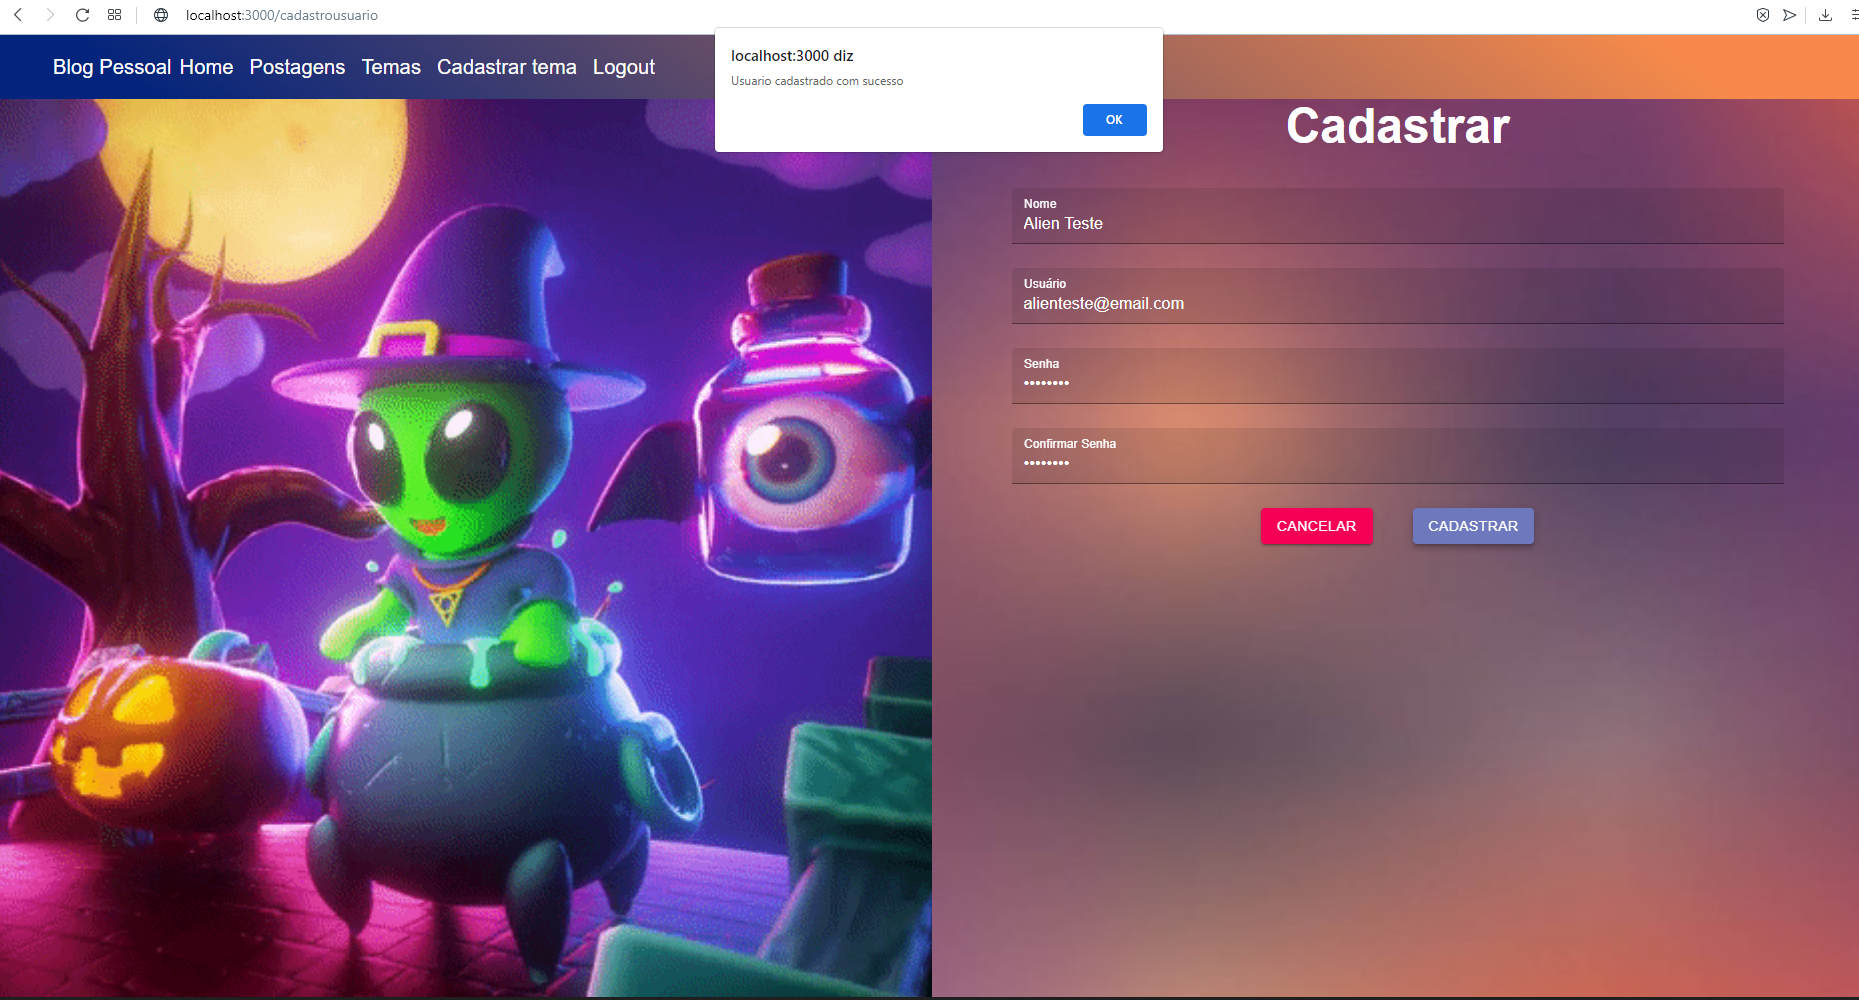 localhost:3000/cadastrousuario
Blog Pessoal Home Postagens Temas Cadastrar tema Logout
localhost:3000 diz
Usuario cadastrado com sucesso
OK
Cadastrar
Nome
Alien Teste
Usuário
alienteste@email.com
Senha
••••••••
Confirmar Senha
••••••••
CANCELAR CADASTRAR